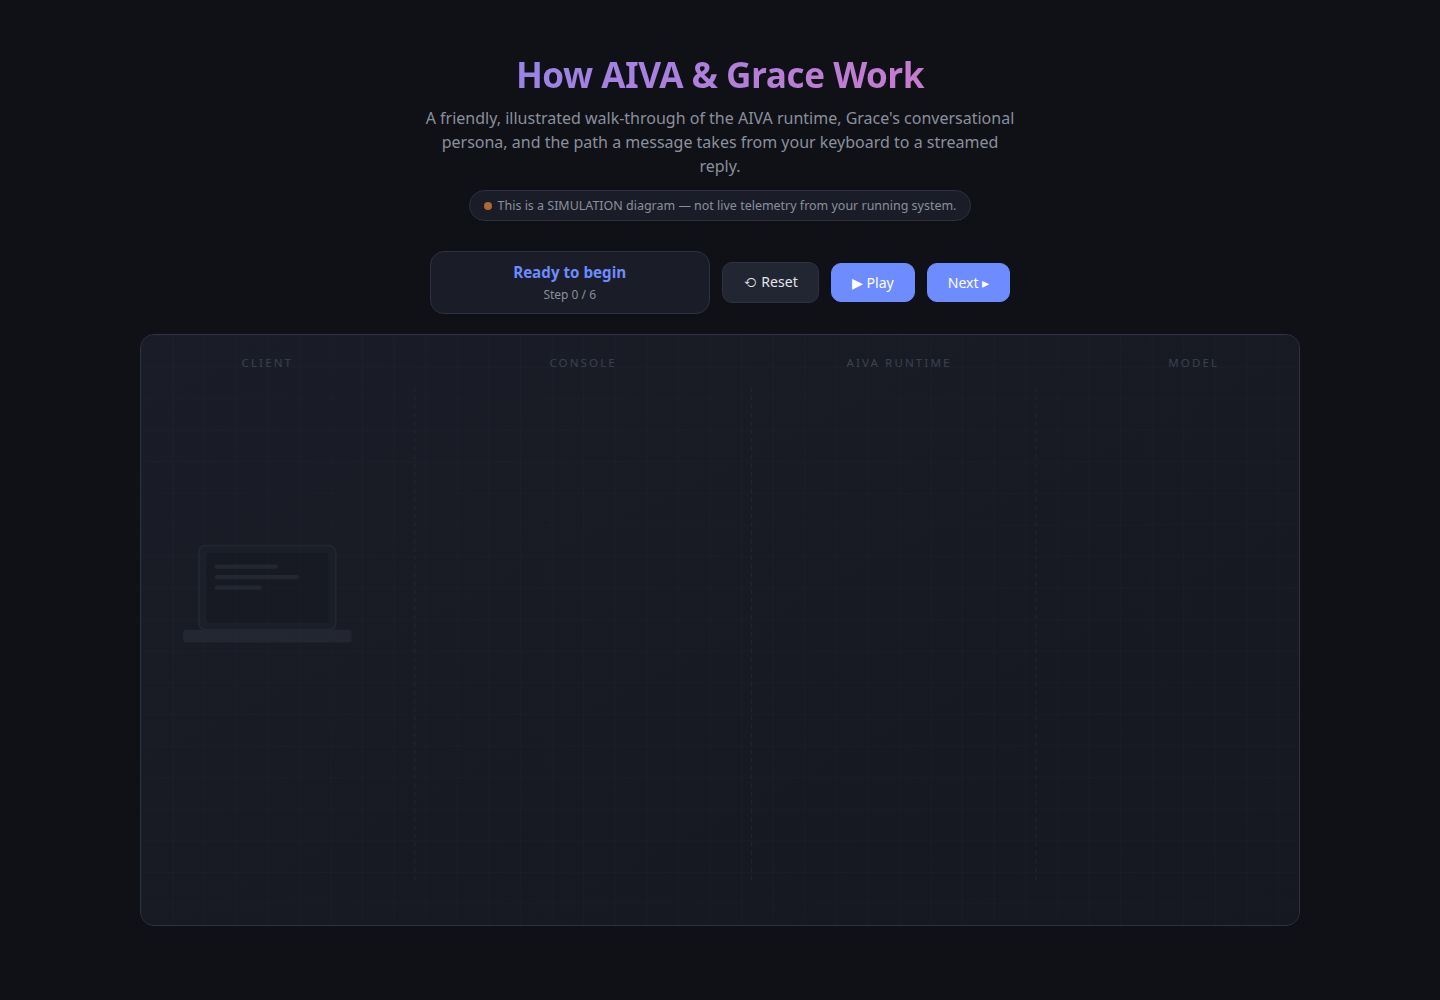 How AIVA & Grace Work
A friendly, illustrated walk-through of the AIVA runtime, Grace's conversational
persona, and the path a message takes from your keyboard to a streamed
reply.
This is a SIMULATION diagram — not live telemetry from your running system.
Ready to begin
Step 0 / 6
⟲ Reset
▶ Play
Next ▸
CLIENT
CONSOLE
AIVA RUNTIME
MODEL